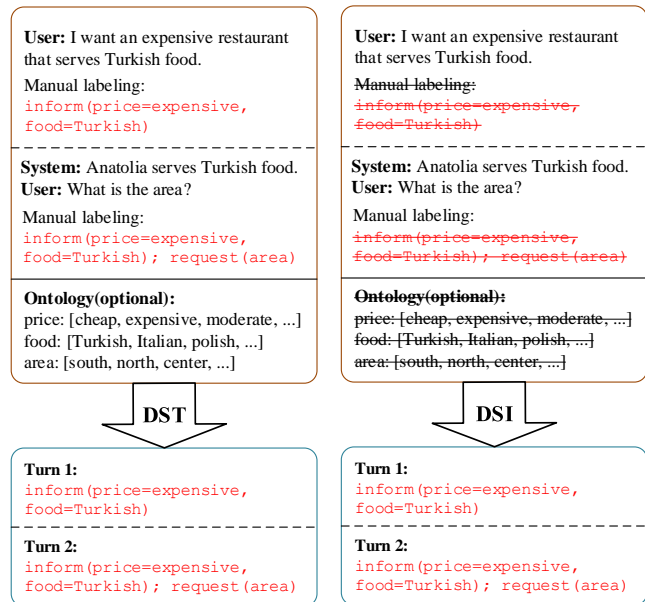 User: I want an expensive restaurant
that serves Turkish food.
Manual labeling:
inform(price=expensive,
food=Turkish)
System: Anatolia serves Turkish food.
User: What is the area?
Manual labeling:
inform(price=expensive,
food=Turkish); request(area)
Ontology(optional):
price: [cheap, expensive, moderate, ...]
food: [Turkish, Italian, polish, ...]
area: [south, north, center, ...]
DST
Turn 1:
inform(price=expensive,
food=Turkish)
Turn 2:
inform(price=expensive,
food=Turkish); request(area)
User: I want an expensive restaurant
that serves Turkish food.
Manual labeling:
inform(price=expensive,
food=Turkish)
System: Anatolia serves Turkish food.
User: What is the area?
Manual labeling:
inform(price=expensive,
food=Turkish); request(area)
Ontology(optional):
price: [cheap, expensive, moderate, ...]
food: [Turkish, Italian, polish, ...]
area: [south, north, center, ...]
DSI
Turn 1:
inform(price=expensive,
food=Turkish)
Turn 2:
inform(price=expensive,
food=Turkish); request(area)